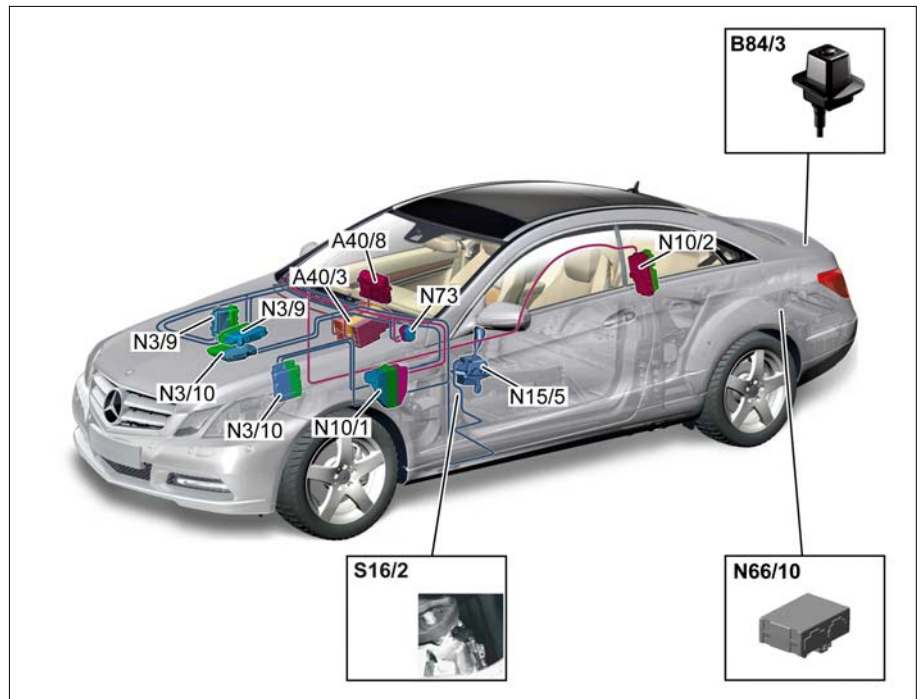 B84/3
A40/8
N10/2
A40/3
N73
N3/9
N3/9
N3/10
N15/5
N3/10
N10/1
S16/2
N66/10